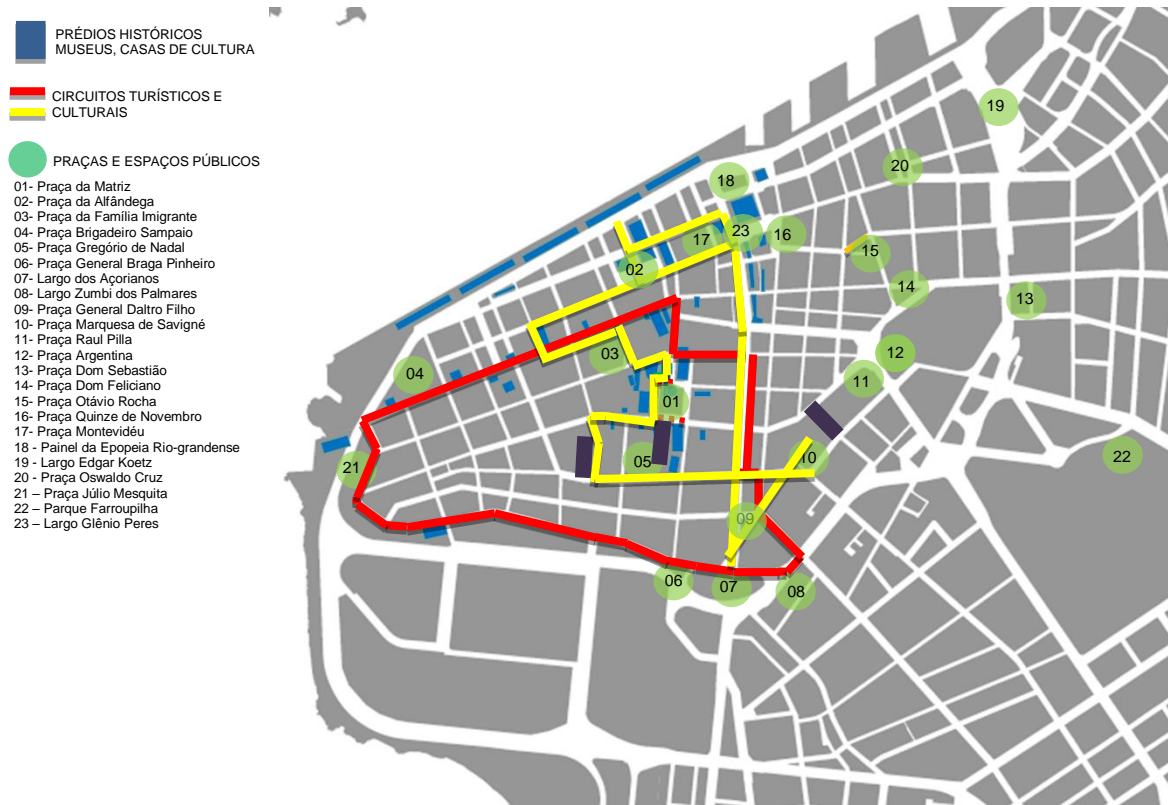 PRÉDIOS HISTÓRICOS
MUSEUS, CASAS DE CULTURA
CIRCUITOS TURÍSTICOS E
CULTURAIS
PRAÇAS E ESPAÇOS PÚBLICOS
01- Praça da Matriz
02- Praça da Alfândega
03- Praça da Família Imigrante
04- Praça Brigadeiro Sampaio
05- Praça Gregório de Nadal
06- Praça General Braga Pinheiro
07- Largo dos Açorianos
08- Largo Zumbi dos Palmares
09- Praça General Daltro Filho
10- Praça Marquesa de Savigné
11- Praça Raul Pilla
12- Praça Argentina
13- Praça Dom Sebastião
14- Praça Dom Feliciano
15- Praça Otávio Rocha
16- Praça Quinze de Novembro
17- Praça Montevidéu
18 - Painel da Epopeia Rio-grandense
19 - Largo Edgar Koetz
20 - Praça Oswaldo Cruz
21 – Praça Júlio Mesquita
22 – Parque Farroupilha
23 – Largo Glênio Peres
19
20
18
23
16
17
15
02
14
13
03
12
04
11
01
22
10
05
21
09
06
07
08